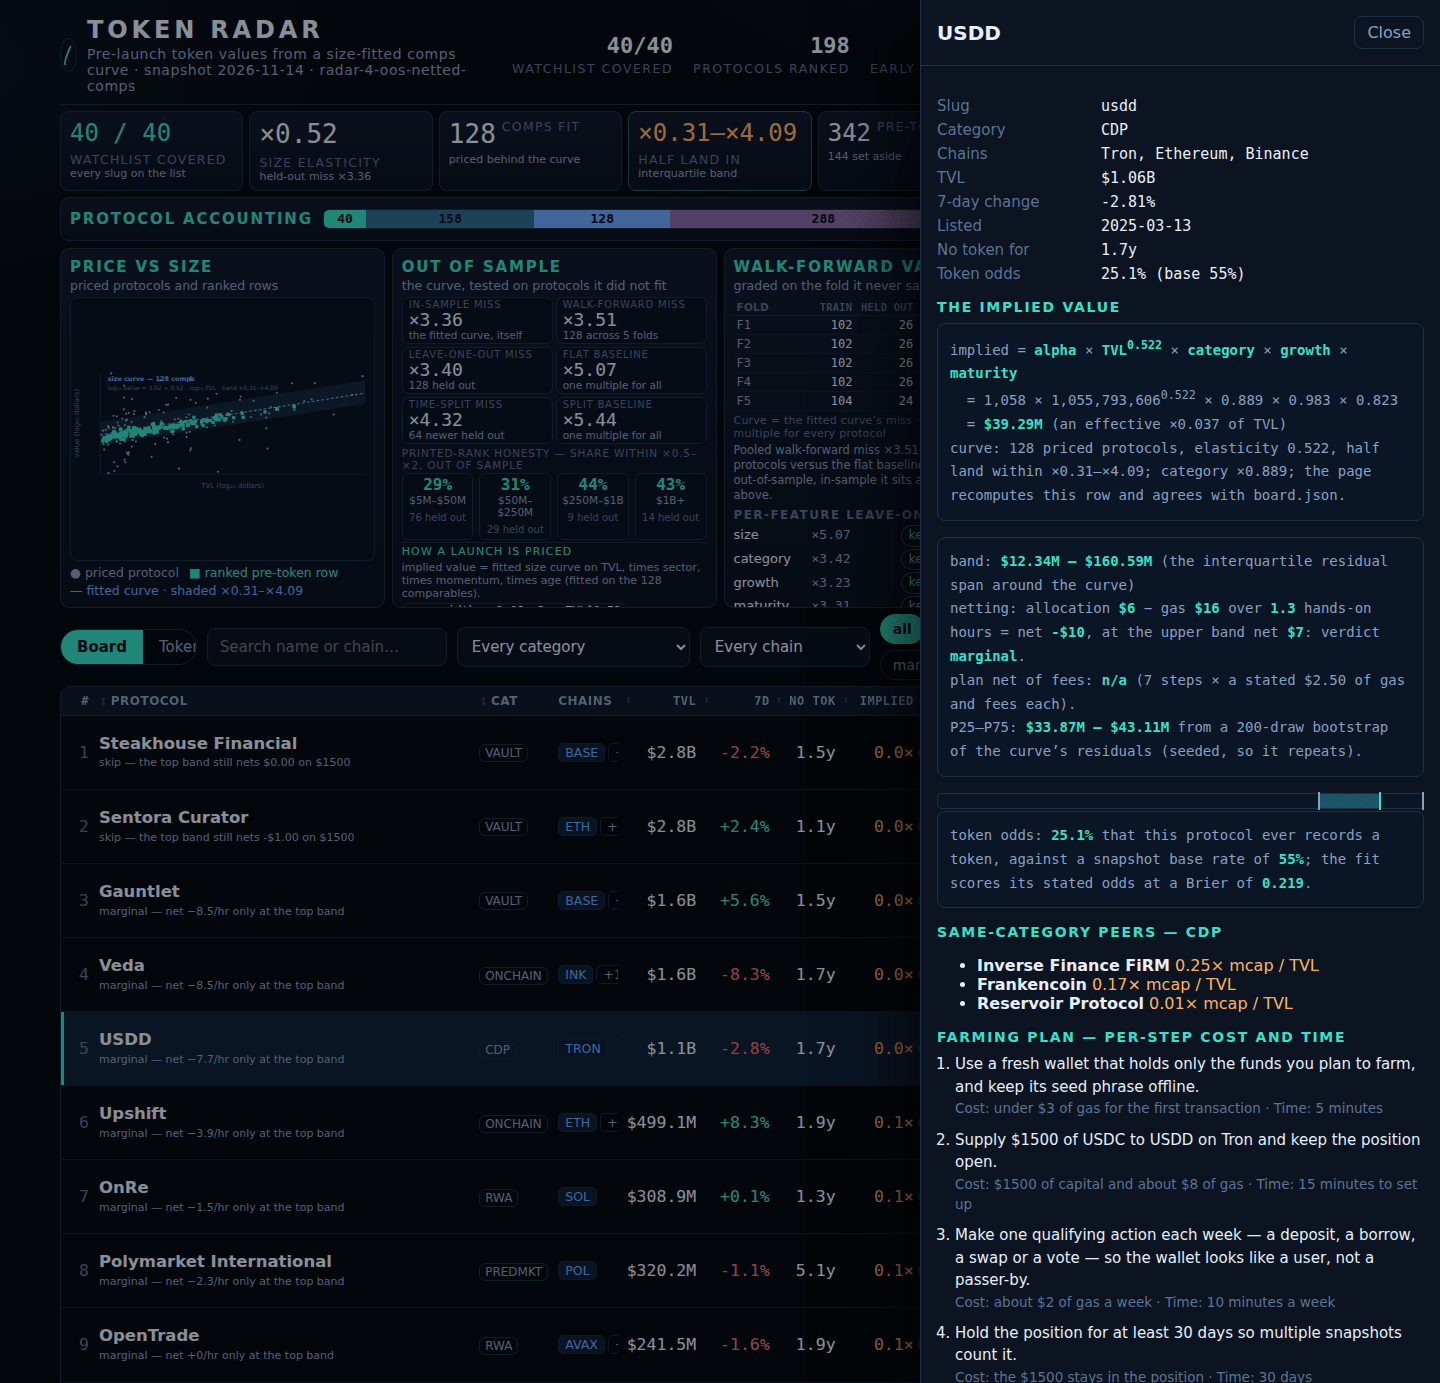 TOKEN RADAR
Pre-launch token values from a size-fitted comps
curve · snapshot 2026-11-14 · radar-4-oos-netted-
comps
40/40
WATCHLIST COVERED
198
PROTOCOLS RANKED
EARLY
40 / 40
WATCHLIST COVERED
every slug on the list
×0.52
SIZE ELASTICITY
held-out miss ×3.36
128 COMPS FIT
priced behind the curve
×0.31–×4.09
HALF LAND IN
interquartile band
342 PRE-T
144 set aside
PROTOCOL ACCOUNTING
40
158
128
288
PRICE VS SIZE
priced protocols and ranked rows
size curve — 128 comps
value (log₁₀ dollars)
TVL (log₁₀ dollars)
● priced protocol ■ ranked pre-token row
— fitted curve · shaded ×0.31–×4.09
OUT OF SAMPLE
the curve, tested on protocols it did not fit
IN-SAMPLE MISS
×3.36
the fitted curve, itself
WALK-FORWARD MISS
×3.51
128 across 5 folds
LEAVE-ONE-OUT MISS
×3.40
128 held out
FLAT BASELINE
×5.07
one multiple for all
TIME-SPLIT MISS
×4.32
64 newer held out
SPLIT BASELINE
×5.44
one multiple for all
PRINTED-RANK HONESTY — SHARE WITHIN ×0.5–
×2, OUT OF SAMPLE
29%
$5M–$50M
76 held out
31%
$50M–
$250M
29 held out
44%
$250M–$1B
9 held out
43%
$1B+
14 held out
HOW A LAUNCH IS PRICED
implied value = fitted size curve on TVL, times sector,
times momentum, times age (fitted on the 128
comparables).
WALK-FORWARD VA
graded on the fold it never sa
FOLD TRAIN HELD OUT
F1 102 26
F2 102 26
F3 102 26
F4 102 26
F5 104 24
Curve = the fitted curve's miss
multiple for every protocol
Pooled walk-forward miss ×3.51
protocols versus the flat baseline
out-of-sample, in-sample it sits a
above.
PER-FEATURE LEAVE-ON
size ×5.07 ke
category ×3.42 ke
growth ×3.23 ke
maturity ×3.31 ke
Board
Token
Search name or chain…
Every category
Every chain
all
mar
# ↕ PROTOCOL ↕ CAT CHAINS ↕ TVL ↕ 7D ↕ NO TOK ↕ IMPLIED
1 Steakhouse Financial VAULT BASE $2.8B -2.2% 1.5y 0.0×
skip — the top band still nets $0.00 on $1500
2 Sentora Curator VAULT ETH + $2.8B +2.4% 1.1y 0.0×
skip — the top band still nets -$1.00 on $1500
3 Gauntlet VAULT BASE $1.6B +5.6% 1.5y 0.0×
marginal — net −8.5/hr only at the top band
4 Veda ONCHAIN INK +1 $1.6B -8.3% 1.7y 0.0×
marginal — net −8.5/hr only at the top band
5 USDD CDP TRON $1.1B -2.8% 1.7y 0.0×
marginal — net −7.7/hr only at the top band
6 Upshift ONCHAIN ETH + $499.1M +8.3% 1.9y 0.1×
marginal — net −3.9/hr only at the top band
7 OnRe RWA SOL $308.9M +0.1% 1.3y 0.1×
marginal — net −1.5/hr only at the top band
8 Polymarket International PREDMKT POL $320.2M -1.1% 5.1y 0.1×
marginal — net −2.3/hr only at the top band
9 OpenTrade RWA AVAX $241.5M -1.6% 1.9y 0.1×
marginal — net +0/hr only at the top band
USDD
Close
Slug usdd
Category CDP
Chains Tron, Ethereum, Binance
TVL $1.06B
7-day change -2.81%
Listed 2025-03-13
No token for 1.7y
Token odds 25.1% (base 55%)
THE IMPLIED VALUE
implied = alpha × TVL^0.522 × category × growth ×
maturity
= 1,058 × 1,055,793,606^0.522 × 0.889 × 0.983 × 0.823
= $39.29M (an effective ×0.037 of TVL)
curve: 128 priced protocols, elasticity 0.522, half
land within ×0.31–×4.09; category ×0.889; the page
recomputes this row and agrees with board.json.
band: $12.34M – $160.59M (the interquartile residual
span around the curve)
netting: allocation $6 − gas $16 over 1.3 hands-on
hours = net -$10, at the upper band net $7: verdict
marginal.
plan net of fees: n/a (7 steps × a stated $2.50 of gas
and fees each).
P25–P75: $33.87M – $43.11M from a 200-draw bootstrap
of the curve's residuals (seeded, so it repeats).
token odds: 25.1% that this protocol ever records a
token, against a snapshot base rate of 55%; the fit
scores its stated odds at a Brier of 0.219.
SAME-CATEGORY PEERS — CDP
• Inverse Finance FiRM 0.25× mcap / TVL
• Frankencoin 0.17× mcap / TVL
• Reservoir Protocol 0.01× mcap / TVL
FARMING PLAN — PER-STEP COST AND TIME
1. Use a fresh wallet that holds only the funds you plan to farm,
and keep its seed phrase offline.
Cost: under $3 of gas for the first transaction · Time: 5 minutes
2. Supply $1500 of USDC to USDD on Tron and keep the position
open.
Cost: $1500 of capital and about $8 of gas · Time: 15 minutes to set
up
3. Make one qualifying action each week — a deposit, a borrow,
a swap or a vote — so the wallet looks like a user, not a
passer-by.
Cost: about $2 of gas a week · Time: 10 minutes a week
4. Hold the position for at least 30 days so multiple snapshots
count it.
Cost: the $1500 stays in the position · Time: 30 days